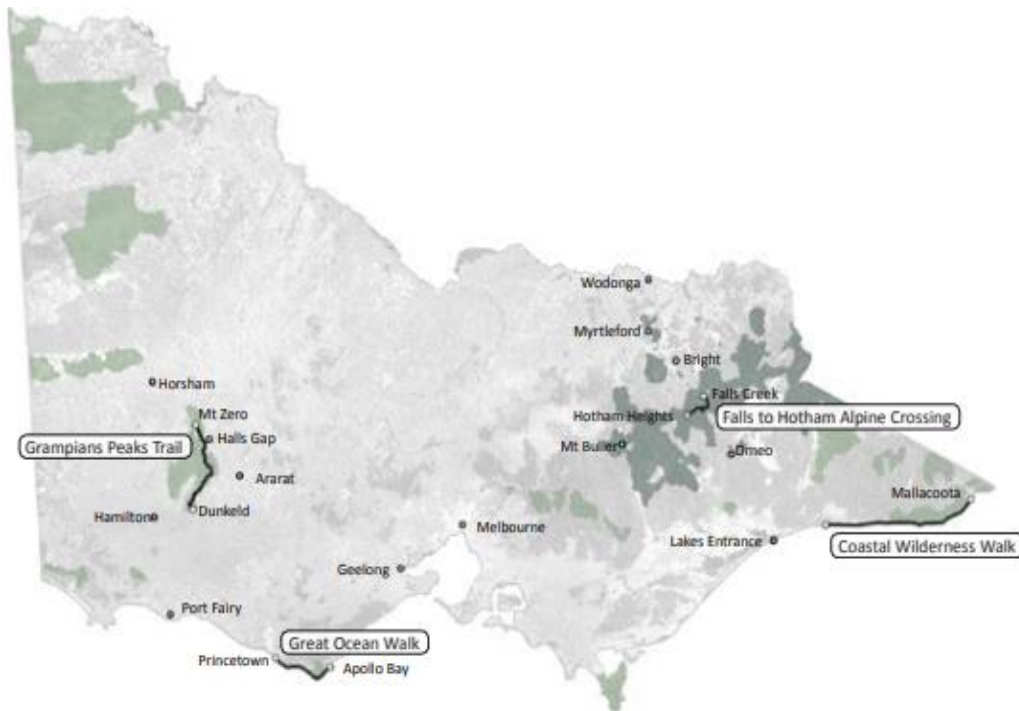 Wodonga
Myrtleford
Bright
Horsham
Falls Creek
Mt Zero
Hotham Heights
Falls to Hotham Alpine Crossing
Halls Gap
Grampians Peaks Trail
Mt Buller
Omeo
Ararat
Mallacoota
Dunkeld
Hamilton
Melbourne
Lakes Entrance
Coastal Wilderness Walk
Geelong
Port Fairy
Great Ocean Walk
Princetown
Apollo Bay